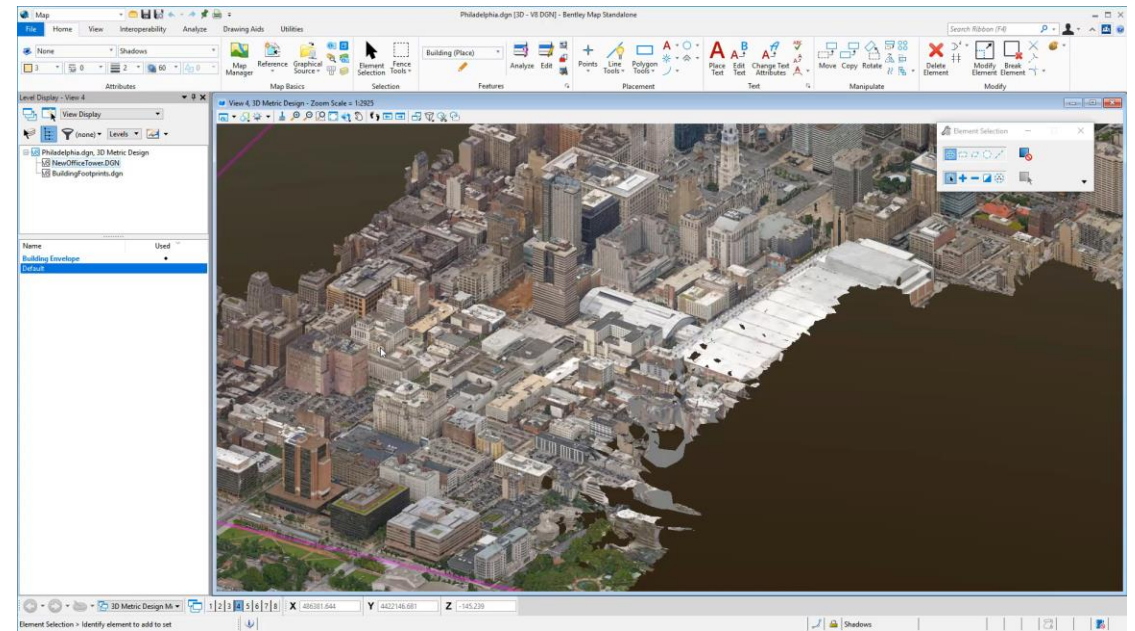 Map
Philadelphia.dgn [3D - V8 DGN] - Bentley Map Standalone
File Home View Interoperability Analyze Drawing Aids Utilities
Search Ribbon (F4)
None Shadows
3 0 2 60 0
Map Manager
Reference
Graphical Source
Element Selection
Fence Tools
Building (Place)
Analyze Edit
Points
Line Tools
Polygon Tools
Place Text
Edit Text
Change Text Attributes
Move Copy Rotate
Delete Element
Modify Element
Break Element
Attributes Map Basics Selection Features Placement Text Manipulate Modify
Level Display - View 4
View 4, 3D Metric Design - Zoom Scale = 1:2925
View Display
(none) Levels
Element Selection
Philadelphia.dgn, 3D Metric Design
NewOfficeTower.DGN
BuildingFootprints.dgn
Name Used
Building Envelope
Default
3D Metric Design M 1 2 3 4 5 6 7 8 X 486381.644 Y 4422146.681 Z -145.239
Element Selection > Identify element to add to set
Shadows